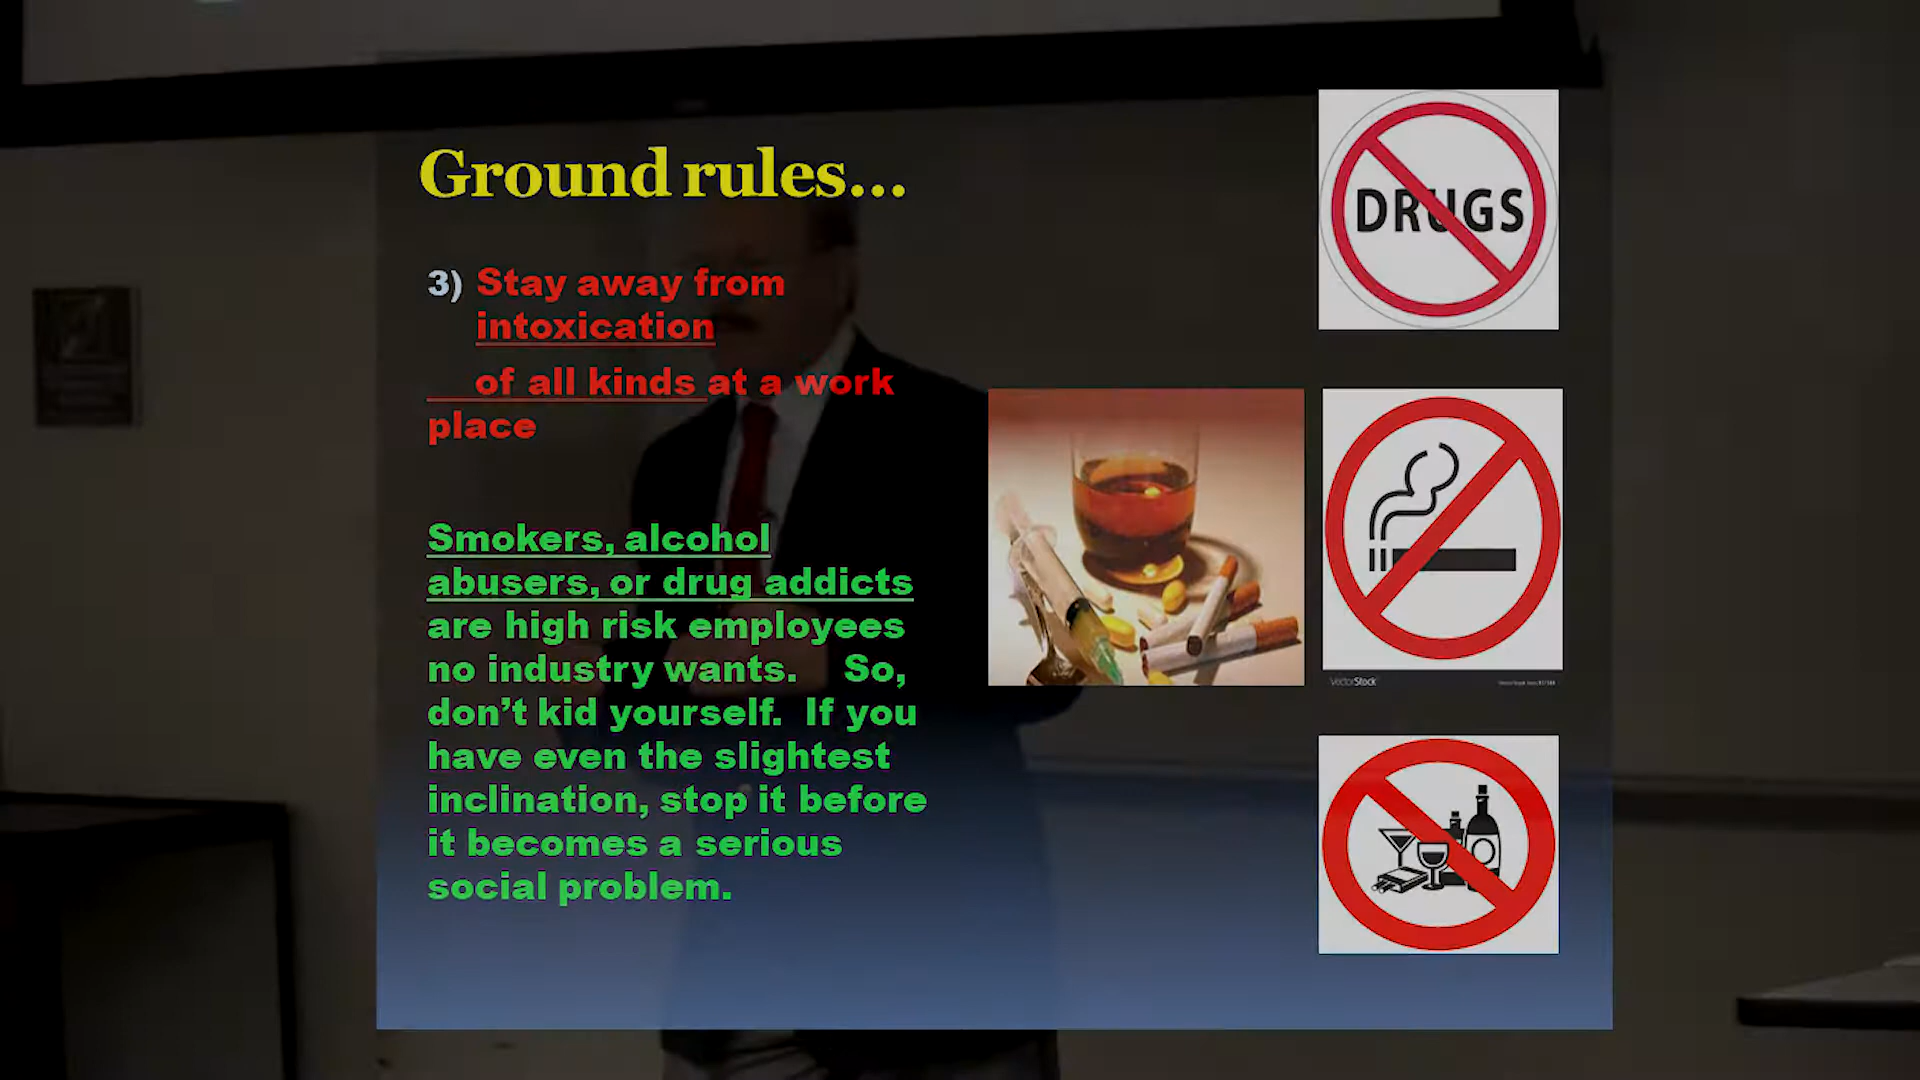 Ground rules...
3) Stay away from
intoxication
of all kinds at a work
place
Smokers, alcohol
abusers, or drug addicts
are high risk employees
no industry wants. So,
don't kid yourself. If you
have even the slightest
inclination, stop it before
it becomes a serious
social problem.
DRUGS
VectorStock